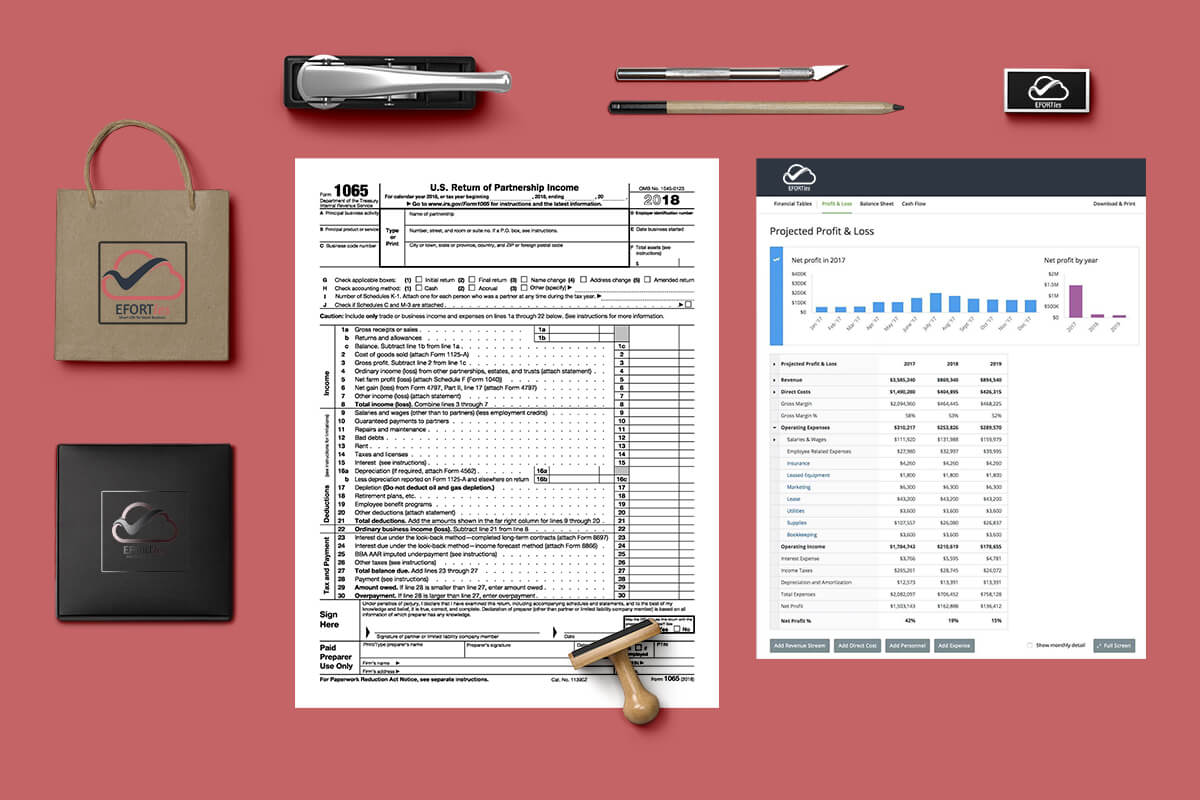 EFORTies
EFORTies
Smart URL for Smart Business
EFORTies
Form 1065
Department of the Treasury
Internal Revenue Service
U.S. Return of Partnership Income
For calendar year 2018, or tax year beginning , 2018, ending , 20 .
▶ Go to www.irs.gov/Form1065 for instructions and the latest information.
OMB No. 1545-0123
2018
A Principal business activity
Name of partnership
D Employer identification number
B Principal product or service
Type or Print
Number, street, and room or suite no. If a P.O. box, see instructions.
E Date business started
C Business code number
City or town, state or province, country, and ZIP or foreign postal code
F Total assets (see instructions)
$
G Check applicable boxes: (1) Initial return (2) Final return (3) Name change (4) Address change (5) Amended return
H Check accounting method: (1) Cash (2) Accrual (3) Other (specify) ▶
I Number of Schedules K-1. Attach one for each person who was a partner at any time during the tax year. ▶
J Check if Schedules C and M-3 are attached
Caution: Include only trade or business income and expenses on lines 1a through 22 below. See instructions for more information.
Income
1a Gross receipts or sales 1a
b Returns and allowances 1b
c Balance. Subtract line 1b from line 1a 1c
2 Cost of goods sold (attach Form 1125-A) 2
3 Gross profit. Subtract line 2 from line 1c 3
4 Ordinary income (loss) from other partnerships, estates, and trusts (attach statement) 4
5 Net farm profit (loss) (attach Schedule F (Form 1040)) 5
6 Net gain (loss) from Form 4797, Part II, line 17 (attach Form 4797) 6
7 Other income (loss) (attach statement) 7
8 Total income (loss). Combine lines 3 through 7 8
Deductions (see instructions for limitations)
9 Salaries and wages (other than to partners) (less employment credits) 9
10 Guaranteed payments to partners 10
11 Repairs and maintenance 11
12 Bad debts 12
13 Rent 13
14 Taxes and licenses 14
15 Interest (see instructions) 15
16a Depreciation (if required, attach Form 4562) 16a
b Less depreciation reported on Form 1125-A and elsewhere on return 16b 16c
17 Depletion (Do not deduct oil and gas depletion.) 17
18 Retirement plans, etc. 18
19 Employee benefit programs 19
20 Other deductions (attach statement) 20
21 Total deductions. Add the amounts shown in the far right column for lines 9 through 20 21
22 Ordinary business income (loss). Subtract line 21 from line 8 22
Tax and Payment
23 Interest due under the look-back method—completed long-term contracts (attach Form 8697) 23
24 Interest due under the look-back method—income forecast method (attach Form 8866) 24
25 BBA AAR imputed underpayment (see instructions) 25
26 Other taxes (see instructions) 26
27 Total balance due. Add lines 23 through 27
28 Payment (see instructions) 28
29 Amount owed. If line 28 is smaller than line 27, enter amount owed 29
30 Overpayment. If line 28 is larger than line 27, enter overpayment 30
Sign Here
Under penalties of perjury, I declare that I have examined this return, including accompanying schedules and statements, and to the best of my
knowledge and belief, it is true, correct, and complete. Declaration of preparer (other than partner or limited liability company member) is based on all
information of which preparer has any knowledge.
Signature of partner or limited liability company member
Date
Yes No
Paid Preparer Use Only
Print/Type preparer's name
Preparer's signature
PTIN
Firm's name ▶
Firm's address ▶
For Paperwork Reduction Act Notice, see separate instructions.
Cat. No. 11390Z
Form 1065 (2018)
EFORTies
Financial Tables Profit & Loss Balance Sheet Cash Flow Download & Print
Projected Profit & Loss
Net profit in 2017
$400K
$300K
$200K
$100K
$0
Jan '17 Feb '17 Mar '17 Apr '17 May '17 June '17 July '17 Aug '17 Sept '17 Oct '17 Nov '17 Dec '17
Net profit by year
$2M
$1.5M
$1M
$500K
$0
2017 2018 2019
Projected Profit & Loss 2017 2018 2019
Revenue $3,585,240 $869,340 $894,540
Direct Costs $1,490,280 $404,895 $426,315
Gross Margin $2,094,960 $464,445 $468,225
Gross Margin % 58% 53% 52%
Operating Expenses $310,217 $253,826 $289,570
Salaries & Wages $111,920 $131,988 $159,979
Employee Related Expenses $27,980 $32,997 $39,995
Insurance $4,260 $4,260 $4,260
Leased Equipment $1,800 $1,800 $1,800
Marketing $6,300 $6,300 $6,300
Lease $43,200 $43,200 $43,200
Utilities $3,600 $3,600 $3,600
Supplies $107,557 $26,080 $26,837
Bookkeeping $3,600 $3,600 $3,600
Operating Income $1,784,743 $210,619 $178,655
Interest Expense $3,766 $5,595 $4,781
Income Taxes $265,261 $28,745 $24,072
Depreciation and Amortization $12,573 $13,391 $13,391
Total Expenses $2,082,097 $706,452 $758,128
Net Profit $1,503,143 $162,888 $136,412
Net Profit % 42% 19% 15%
Add Revenue Stream Add Direct Cost Add Personnel Add Expense Show monthly detail Full Screen